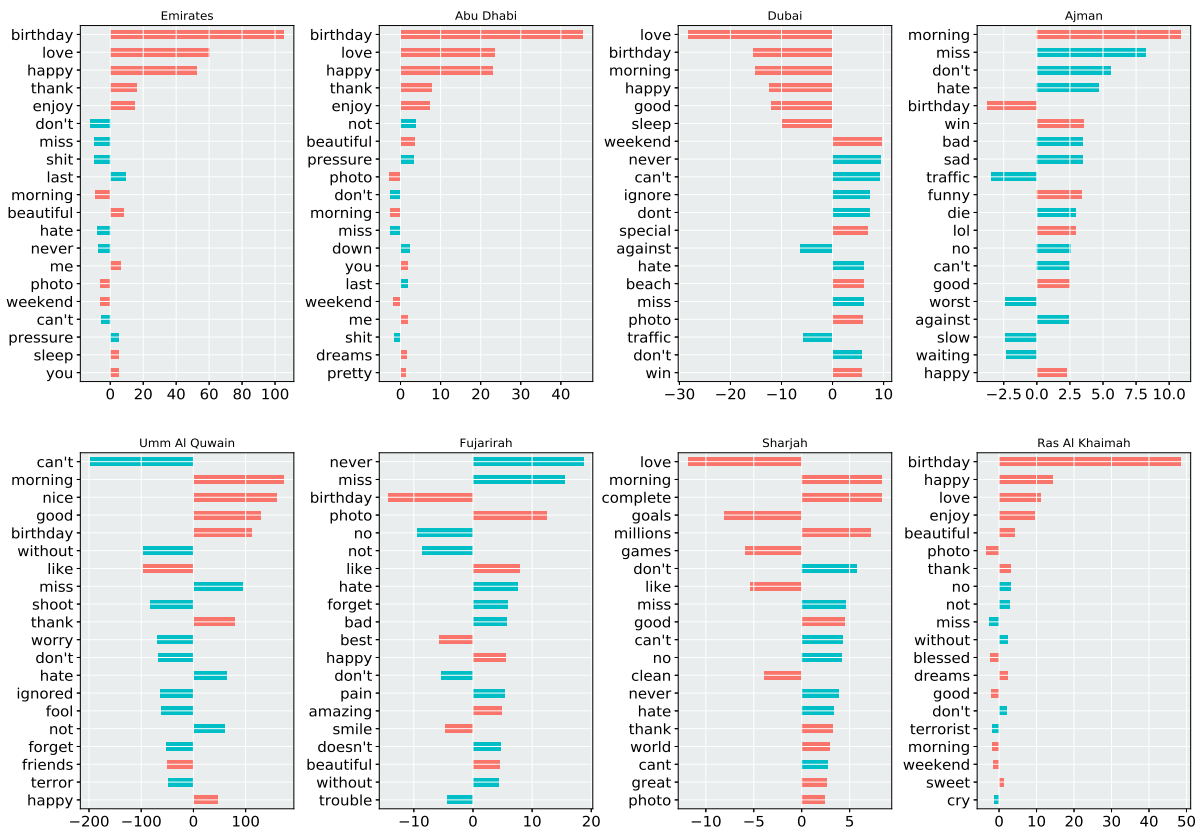 Emirates
birthday
love
happy
thank
enjoy
don't
miss
shit
last
morning
beautiful
hate
never
me
photo
weekend
can't
pressure
sleep
you
0 20 40 60 80 100
Abu Dhabi
birthday
love
happy
thank
enjoy
not
beautiful
pressure
photo
don't
morning
miss
down
you
last
weekend
me
shit
dreams
pretty
0 10 20 30 40
Dubai
love
birthday
morning
happy
good
sleep
weekend
never
can't
ignore
dont
special
against
hate
beach
miss
photo
traffic
don't
win
−30 −20 −10 0 10
Ajman
morning
miss
don't
hate
birthday
win
bad
sad
traffic
funny
die
lol
no
can't
good
worst
against
slow
waiting
happy
−2.5 0.0 2.5 5.0 7.5 10.0
Umm Al Quwain
can't
morning
nice
good
birthday
without
like
miss
shoot
thank
worry
don't
hate
ignored
fool
not
forget
friends
terror
happy
−200 −100 0 100
Fujarirah
never
miss
birthday
photo
no
not
like
hate
forget
bad
best
happy
don't
pain
amazing
smile
doesn't
beautiful
without
trouble
−10 0 10 20
Sharjah
love
morning
complete
goals
millions
games
don't
like
miss
good
can't
no
clean
never
hate
thank
world
cant
great
photo
−10 −5 0 5
Ras Al Khaimah
birthday
happy
love
enjoy
beautiful
photo
thank
no
not
miss
without
blessed
dreams
good
don't
terrorist
morning
weekend
sweet
cry
0 10 20 30 40 50